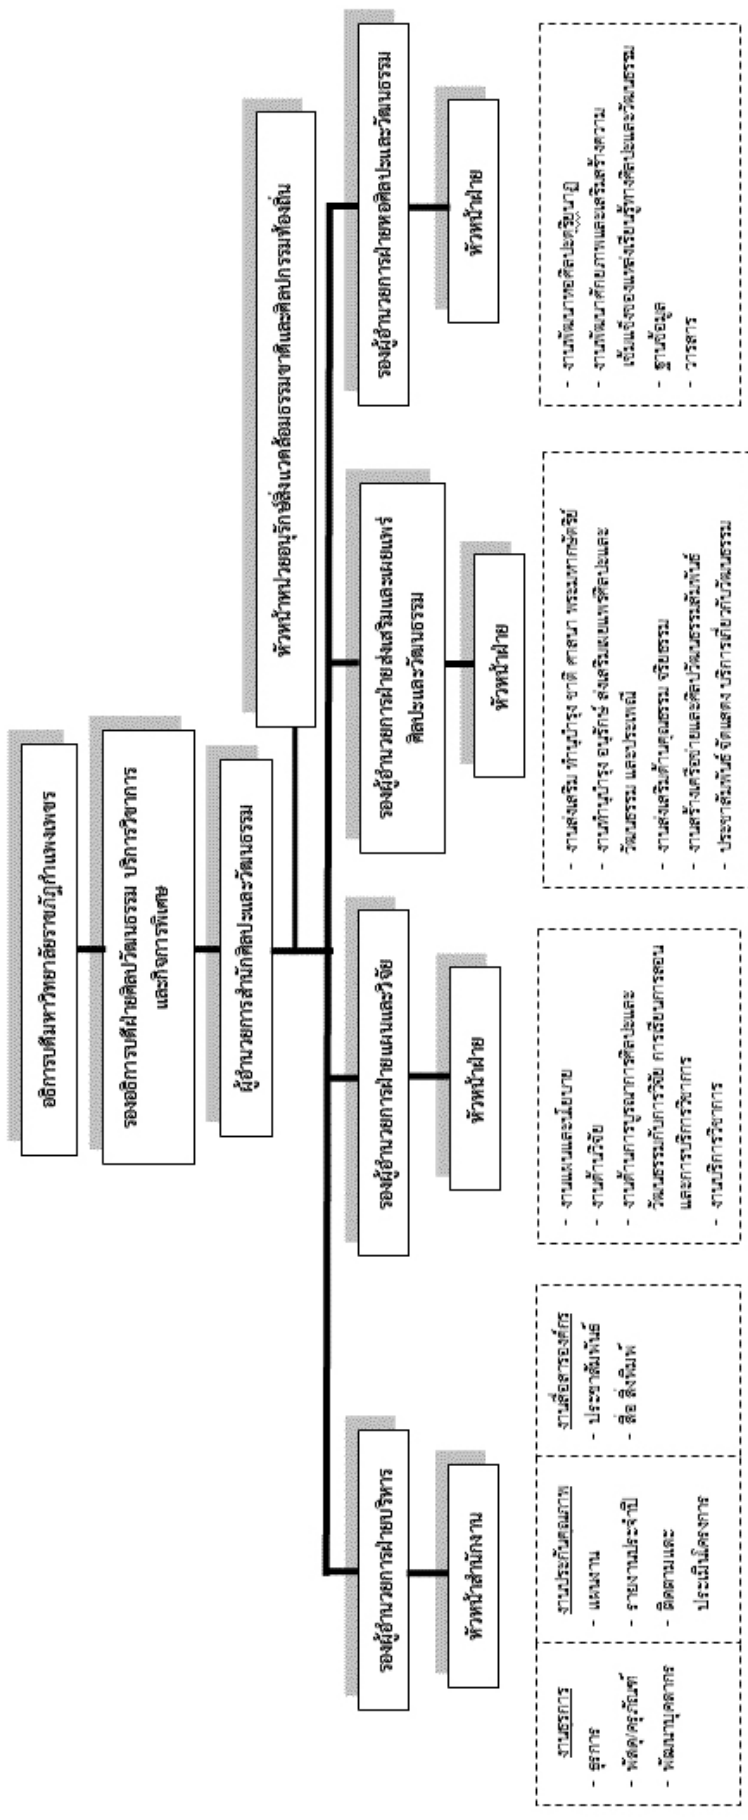 อธิการบดีมหาวิทยาลัยราชภัฏกำแพงเพชร
รองอธิการบดีฝ่ายศิลปวัฒนธรรม บริการวิชาการ
และกิจการพิเศษ
ผู้อำนวยการสำนักศิลปะและวัฒนธรรม
หัวหน้าหน่วยอนุรักษ์สิ่งแวดล้อมธรรมชาติและศิลปกรรมท้องถิ่น
รองผู้อำนวยการฝ่ายบริหาร
หัวหน้าสำนักงาน
งานธุรการ
- ธุรการ
- พัสดุ/ครุภัณฑ์
- พัฒนาบุคลากร
งานประกันคุณภาพ
- แผนงาน
- รายงานประจำปี
- ติดตามและ
ประเมินโครงการ
งานสื่อสารองค์กร
- ประชาสัมพันธ์
- สื่อ สิ่งพิมพ์
รองผู้อำนวยการฝ่ายแผนและวิจัย
หัวหน้าฝ่าย
- งานแผนและนโยบาย
- งานด้านวิจัย
- งานด้านการบูรณาการศิลปะและ
วัฒนธรรมกับการวิจัย การเรียนการสอน
และการบริการวิชาการ
- งานบริการวิชาการ
รองผู้อำนวยการฝ่ายส่งเสริมและเผยแพร่
ศิลปะและวัฒนธรรม
หัวหน้าฝ่าย
- งานส่งเสริม ทำนุบำรุง ชาติ ศาสนา พระมหากษัตริย์
- งานทำนุบำรุง อนุรักษ์ ส่งเสริมเผยแพร่ศิลปะและ
วัฒนธรรม และประเพณี
- งานส่งเสริมด้านคุณธรรม จริยธรรม
- งานสร้างเครือข่ายและศิลปวัฒนธรรมสัมพันธ์
- ประชาสัมพันธ์ จัดแสดง บริการเกี่ยวกับวัฒนธรรม
รองผู้อำนวยการฝ่ายหอศิลปะและวัฒนธรรม
หัวหน้าฝ่าย
- งานพัฒนาหอศิลปะตรียนาฏ
- งานพัฒนาศักยภาพและเสริมสร้างความ
เข้มแข็งของแหล่งเรียนรู้ทางศิลปะและวัฒนธรรม
- ฐานข้อมูล
- วารสาร